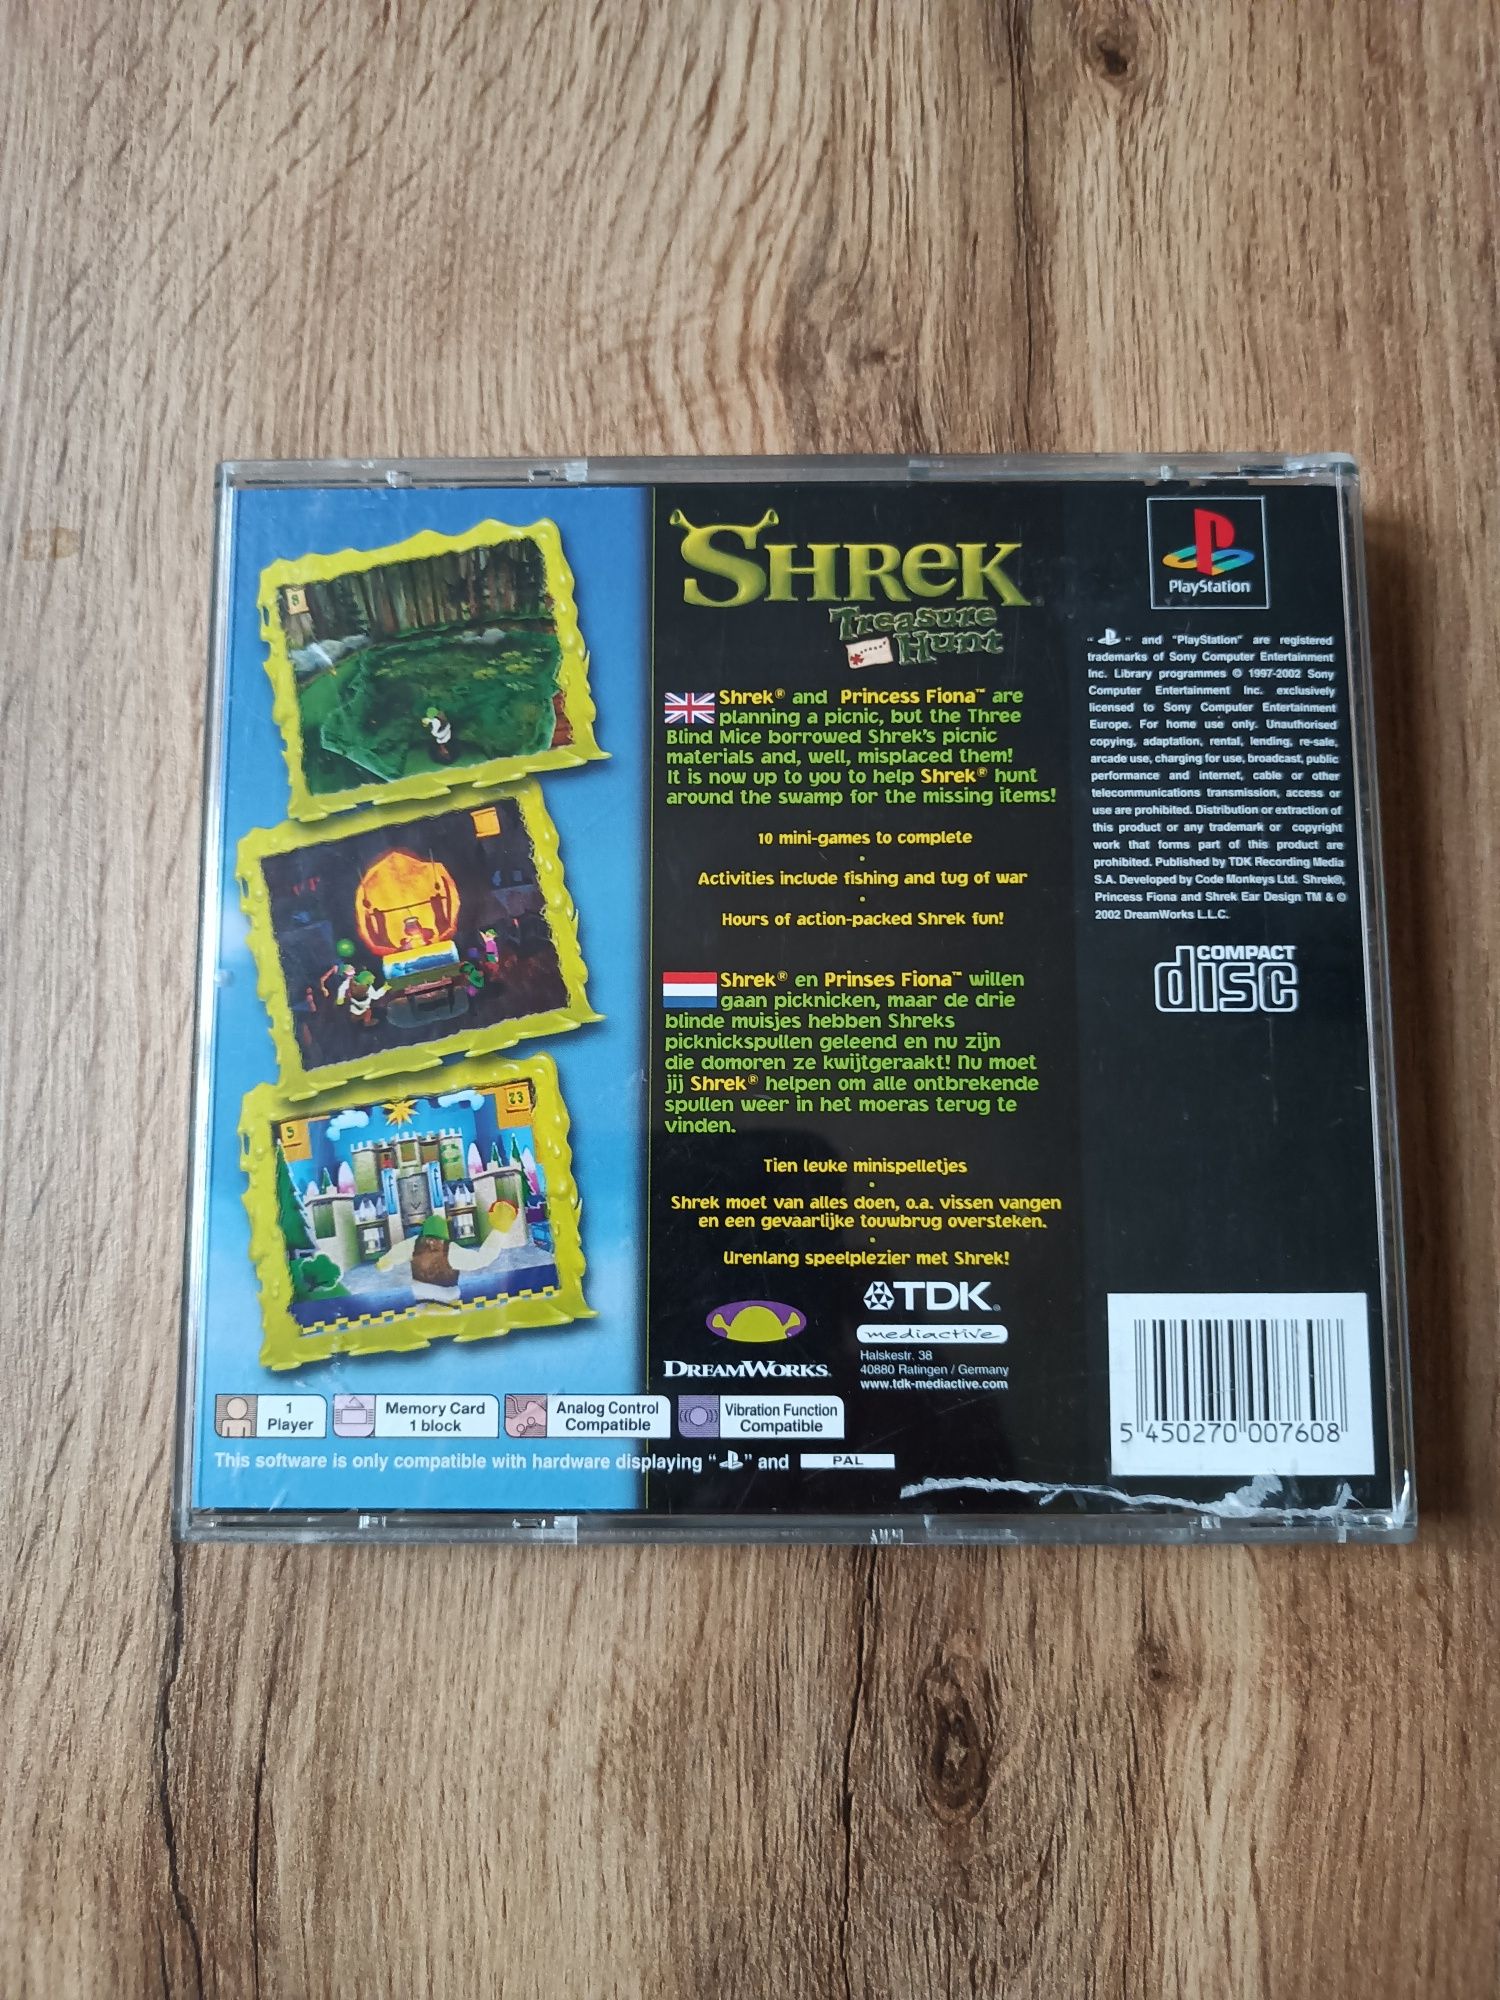 SHREK
Treasure
Hunt
Shrek® and Princess Fiona™ are
planning a picnic, but the Three
Blind Mice borrowed Shrek's picnic
materials and, well, misplaced them!
It is now up to you to help Shrek® hunt
around the swamp for the missing items!
10 mini-games to complete
•
Activities include fishing and tug of war
•
Hours of action-packed Shrek fun!
Shrek® en Prinses Fiona™ willen
gaan picknicken, maar de drie
blinde muisjes hebben Shreks
picknickspullen geleend en nu zijn
die domoren ze kwijtgeraakt! Nu moet
jij Shrek® helpen om alle ontbrekende
spullen weer in het moeras terug te
vinden.
Tien leuke minispelletjes
•
Shrek moet van alles doen, o.a. vissen vangen
en een gevaarlijke touwbrug oversteken.
•
Urenlang speelplezier met Shrek!
DREAMWORKS
TDK®
mediactive
Halskestr. 38
40880 Ratingen / Germany
www.tdk-mediactive.com
PlayStation
" " and "PlayStation" are registered
trademarks of Sony Computer Entertainment
Inc. Library programmes © 1997-2002 Sony
Computer Entertainment Inc. exclusively
licensed to Sony Computer Entertainment
Europe. For home use only. Unauthorised
copying, adaptation, rental, lending, re-sale,
arcade use, charging for use, broadcast, public
performance and internet, cable or other
telecommunications transmission, access or
use are prohibited. Distribution or extraction of
this product or any trademark or copyright
work that forms part of this product are
prohibited. Published by TDK Recording Media
S.A. Developed by Code Monkeys Ltd. Shrek®,
Princess Fiona and Shrek Ear Design TM & ©
2002 DreamWorks L.L.C.
COMPACT
disc
5 450270 007608
8
5
23
1
Player
Memory Card
1 block
Analog Control
Compatible
Vibration Function
Compatible
This software is only compatible with hardware displaying " " and PAL